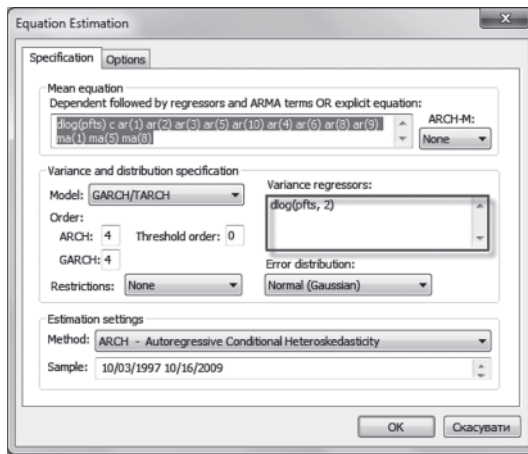 Equation Estimation
Specification Options
Mean equation
Dependent followed by regressors and ARMA terms OR explicit equation:
dlog(pfts) c ar(1) ar(2) ar(3) ar(5) ar(10) ar(4) ar(6) ar(8) ar(9)
ma(1) ma(5) ma(8)
ARCH-M:
None
Variance and distribution specification
Model: GARCH/TARCH
Order:
ARCH: 4 Threshold order: 0
GARCH: 4
Restrictions: None
Variance regressors:
dlog(pfts, 2)
Error distribution:
Normal (Gaussian)
Estimation settings
Method: ARCH - Autoregressive Conditional Heteroskedasticity
Sample: 10/03/1997 10/16/2009
OK Скасувати